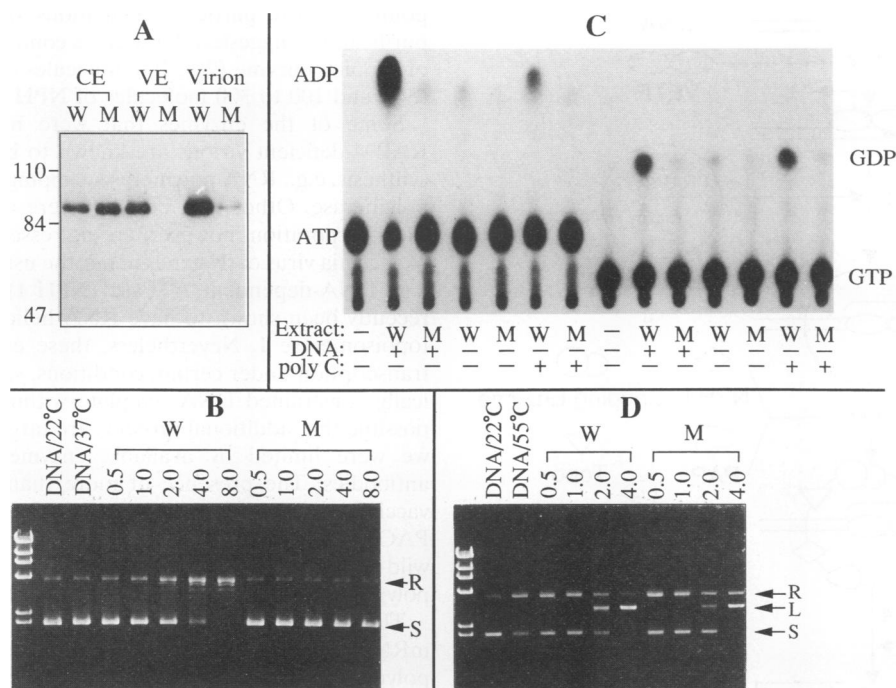 A
CE VE Virion
W M W M W M
110
84
47
C
ADP
ATP
GDP
GTP
Extract: W M W M W M – W M W M W M
DNA: – + + – – – – – + + – – – –
poly C: – – – – – + + – – – – – + +
B
W M
DNA/22°C DNA/37°C 0.5 1.0 2.0 4.0 8.0 0.5 1.0 2.0 4.0 8.0
R
S
D
W M
DNA/22°C DNA/55°C 0.5 1.0 2.0 4.0 0.5 1.0 2.0 4.0
R
L
S